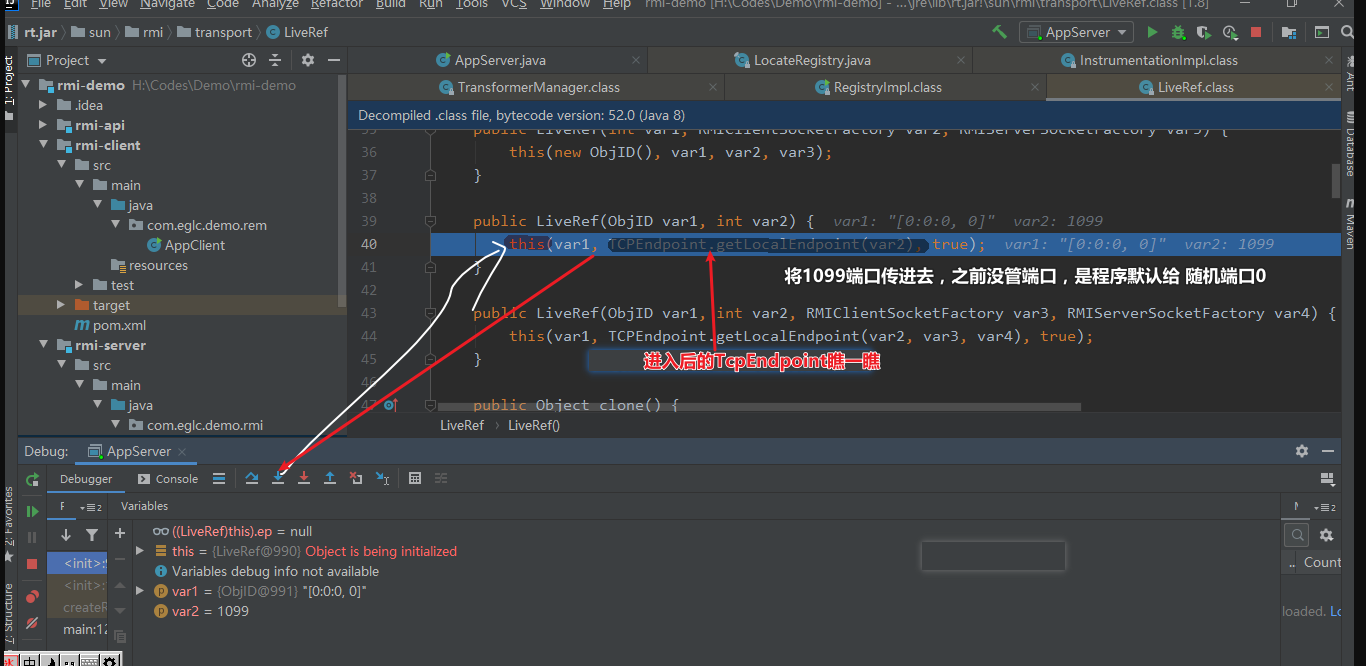 File Edit View Navigate Code Analyze Refactor Build Run Tools VCS Window Help rmi-demo [H:\Codes\Demo\rmi-demo] - ...\jre\lib\rt.jar!\sun\rmi\transport\LiveRef.class [1.8]
rt.jar sun rmi transport LiveRef AppServer
1: Project
Project AppServer.java LocateRegistry.java InstrumentationImpl.class
TransformerManager.class RegistryImpl.class LiveRef.class
Ant
Database
Maven
rmi-demo H:\Codes\Demo\rmi-demo
.idea
rmi-api
rmi-client
src
main
java
com.eglc.demo.rem
AppClient
resources
test
target
pom.xml
rmi-server
src
main
java
com.eglc.demo.rmi
Decompiled .class file, bytecode version: 52.0 (Java 8)
35 public LiveRef(int var1, RMIClientSocketFactory var2, RMIServerSocketFactory var3) {
36 this(new ObjID(), var1, var2, var3);
37 }
38
39 public LiveRef(ObjID var1, int var2) { var1: "[0:0:0, 0]" var2: 1099
40 this(var1, TCPEndpoint.getLocalEndpoint(var2), true); var1: "[0:0:0, 0]" var2: 1099
41 }
将1099端口传进去，之前没管端口，是程序默认给 随机端口0
42
43 public LiveRef(ObjID var1, int var2, RMIClientSocketFactory var3, RMIServerSocketFactory var4) {
44 this(var1, TCPEndpoint.getLocalEndpoint(var2, var3, var4), true);
45 }
进入后的TcpEndpoint瞧一瞧
46
47 public Object clone() {
LiveRef › LiveRef()
Debug: AppServer
Debugger Console
F 2 Variables
2: Favorites
7: Structure
<init>:
<init>:
createR
main:12
((LiveRef)this).ep = null
this = {LiveRef@990} Object is being initialized
Variables debug info not available
var1 = {ObjID@991} "[0:0:0, 0]"
var2 = 1099
2
.. Count
loaded. Lo
中